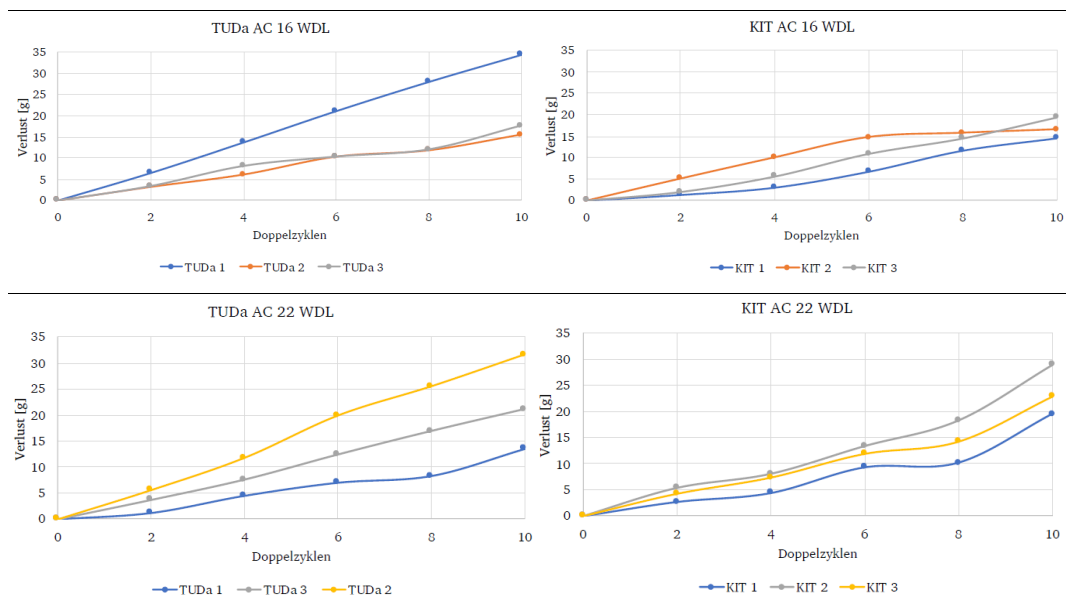 TUDa AC 16 WDL
35
30
25
20
15
10
5
0
Verlust [g]
0 2 4 6 8 10
Doppelzyklen
TUDa 1 TUDa 2 TUDa 3
KIT AC 16 WDL
35
30
25
20
15
10
5
0
Verlust [g]
0 2 4 6 8 10
Doppelzyklen
KIT 1 KIT 2 KIT 3
TUDa AC 22 WDL
35
30
25
20
15
10
5
0
Verlust [g]
0 2 4 6 8 10
Doppelzyklen
TUDa 1 TUDa 3 TUDa 2
KIT AC 22 WDL
35
30
25
20
15
10
5
0
Verlust [g]
0 2 4 6 8 10
Doppelzyklen
KIT 1 KIT 2 KIT 3